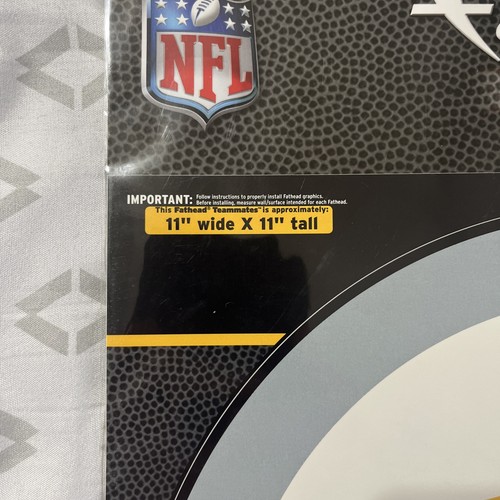 NFL
IMPORTANT: Follow instructions to properly install Fathead graphics.
Before installing, measure wall/surface intended for each Fathead.
This Fathead® Teammates™ is approximately:
11" wide X 11" tall